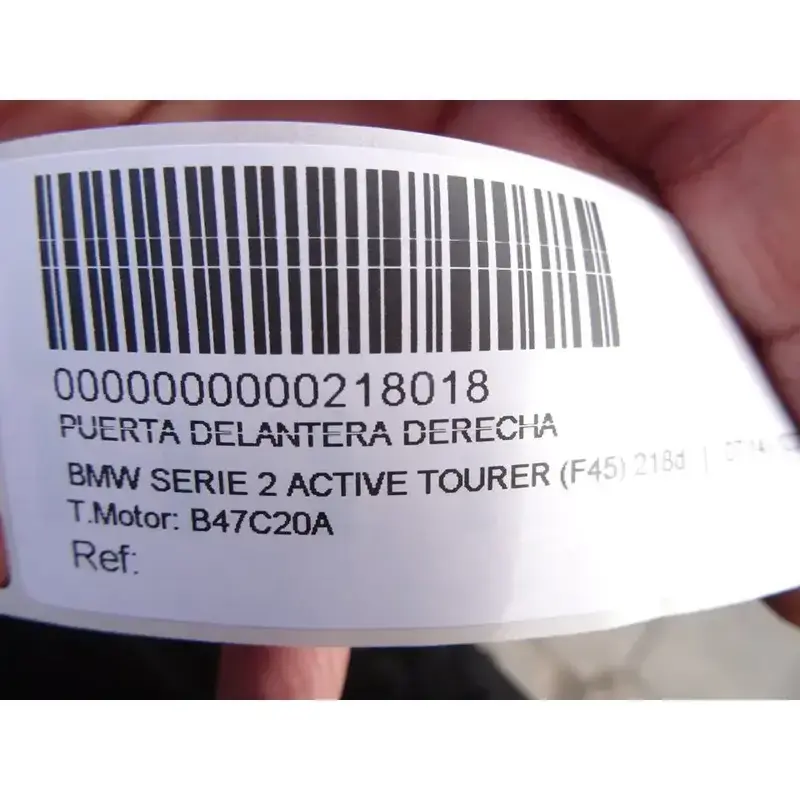 0000000000218018
PUERTA DELANTERA DERECHA
BMW SERIE 2 ACTIVE TOURER (F45) 218d |
T.Motor: B47C20A
Ref: